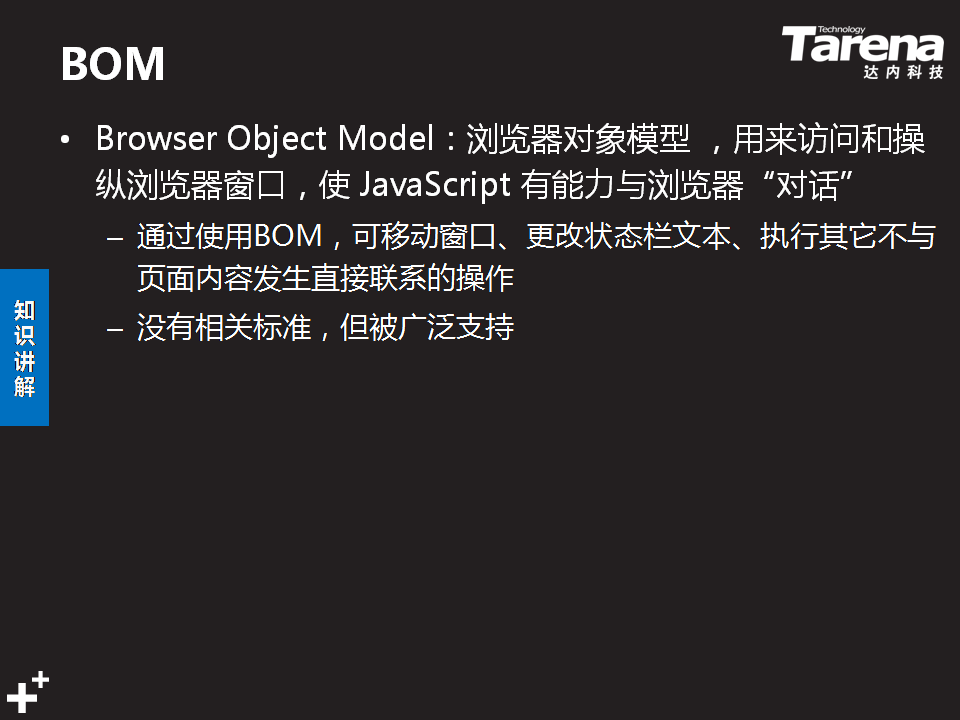 BOM
Technology
Tarena
达内科技
• Browser Object Model：浏览器对象模型 ，用来访问和操
纵浏览器窗口，使 JavaScript 有能力与浏览器“对话”
– 通过使用BOM，可移动窗口、更改状态栏文本、执行其它不与
页面内容发生直接联系的操作
– 没有相关标准，但被广泛支持
知识讲解